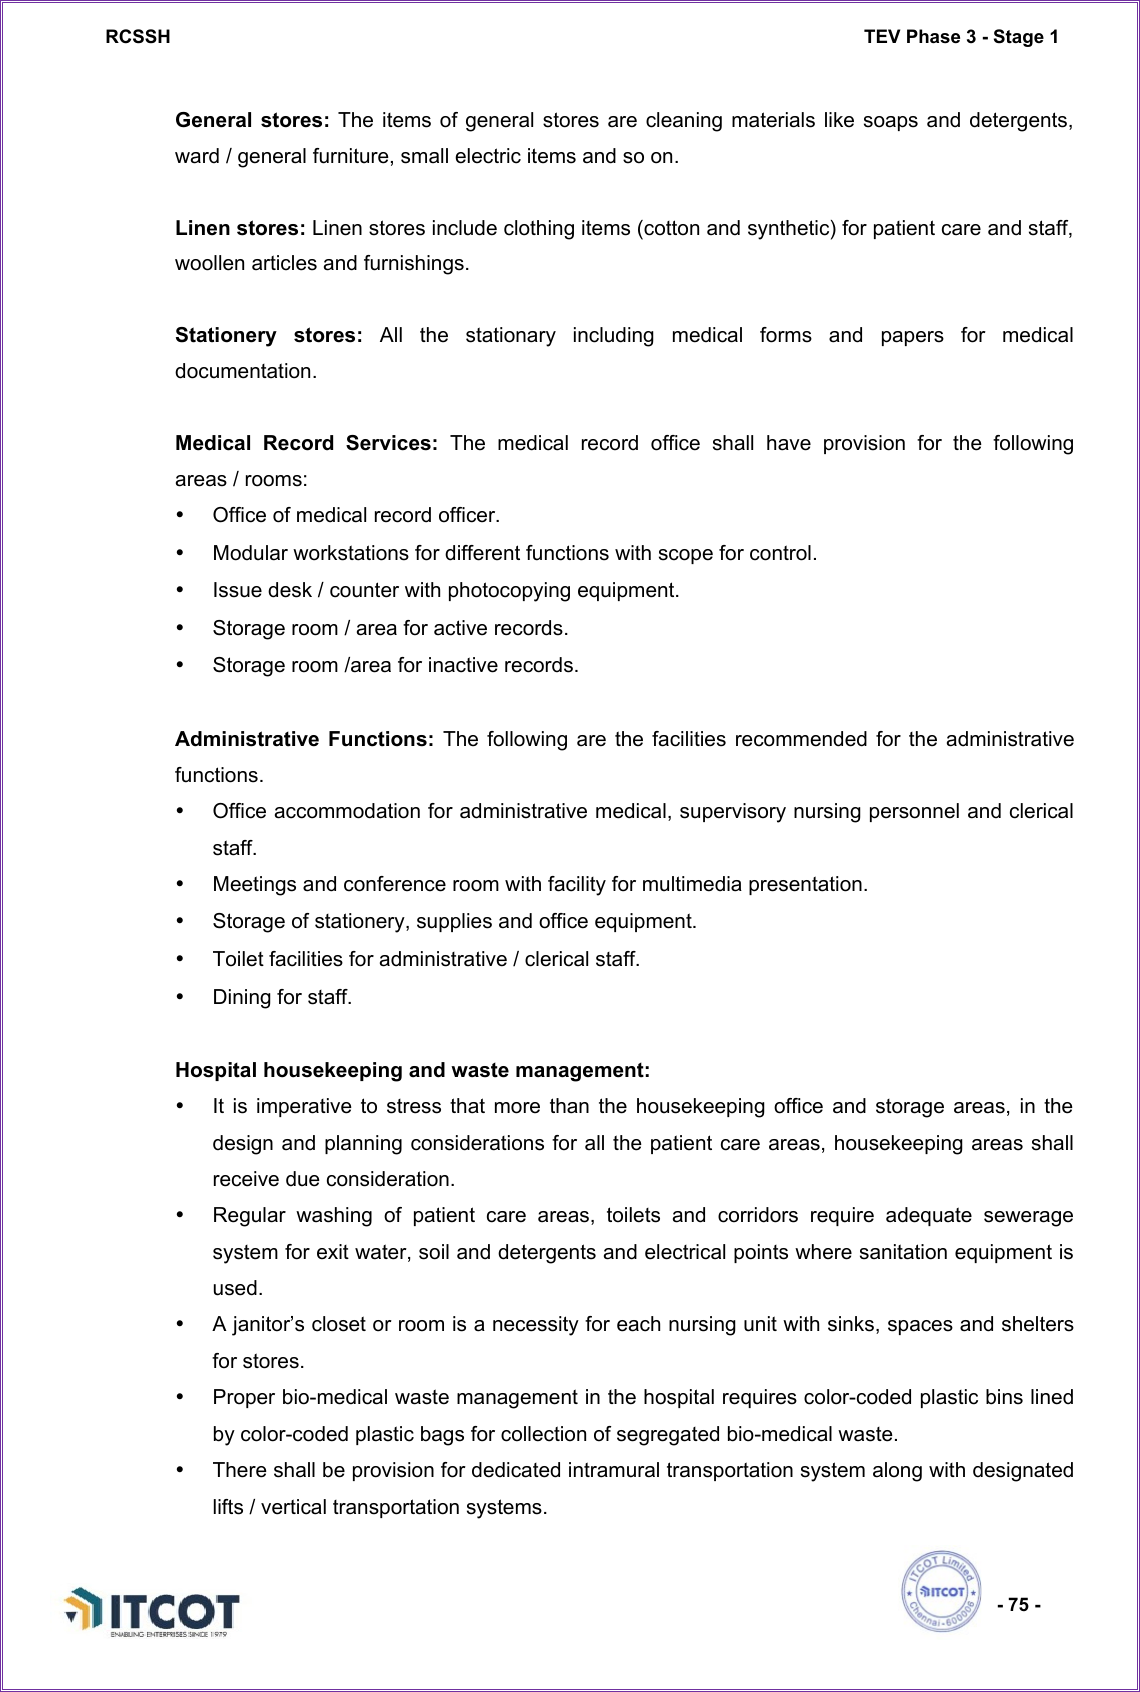 RCSSH TEV Phase 3 - Stage 1
General stores: The items of general stores are cleaning materials like soaps and detergents,
ward / general furniture, small electric items and so on.
Linen stores: Linen stores include clothing items (cotton and synthetic) for patient care and staff,
woollen articles and furnishings.
Stationery stores: All the stationary including medical forms and papers for medical
documentation.
Medical Record Services: The medical record office shall have provision for the following
areas / rooms:
• Office of medical record officer.
• Modular workstations for different functions with scope for control.
• Issue desk / counter with photocopying equipment.
• Storage room / area for active records.
• Storage room /area for inactive records.
Administrative Functions: The following are the facilities recommended for the administrative
functions.
• Office accommodation for administrative medical, supervisory nursing personnel and clerical
staff.
• Meetings and conference room with facility for multimedia presentation.
• Storage of stationery, supplies and office equipment.
• Toilet facilities for administrative / clerical staff.
• Dining for staff.
Hospital housekeeping and waste management:
• It is imperative to stress that more than the housekeeping office and storage areas, in the
design and planning considerations for all the patient care areas, housekeeping areas shall
receive due consideration.
• Regular washing of patient care areas, toilets and corridors require adequate sewerage
system for exit water, soil and detergents and electrical points where sanitation equipment is
used.
• A janitor’s closet or room is a necessity for each nursing unit with sinks, spaces and shelters
for stores.
• Proper bio-medical waste management in the hospital requires color-coded plastic bins lined
by color-coded plastic bags for collection of segregated bio-medical waste.
• There shall be provision for dedicated intramural transportation system along with designated
lifts / vertical transportation systems.
ITCOT
ENABLING ENTERPRISES SINCE 1979
ITCOT Limited
ITCOT
Chennai-600006
- 75 -